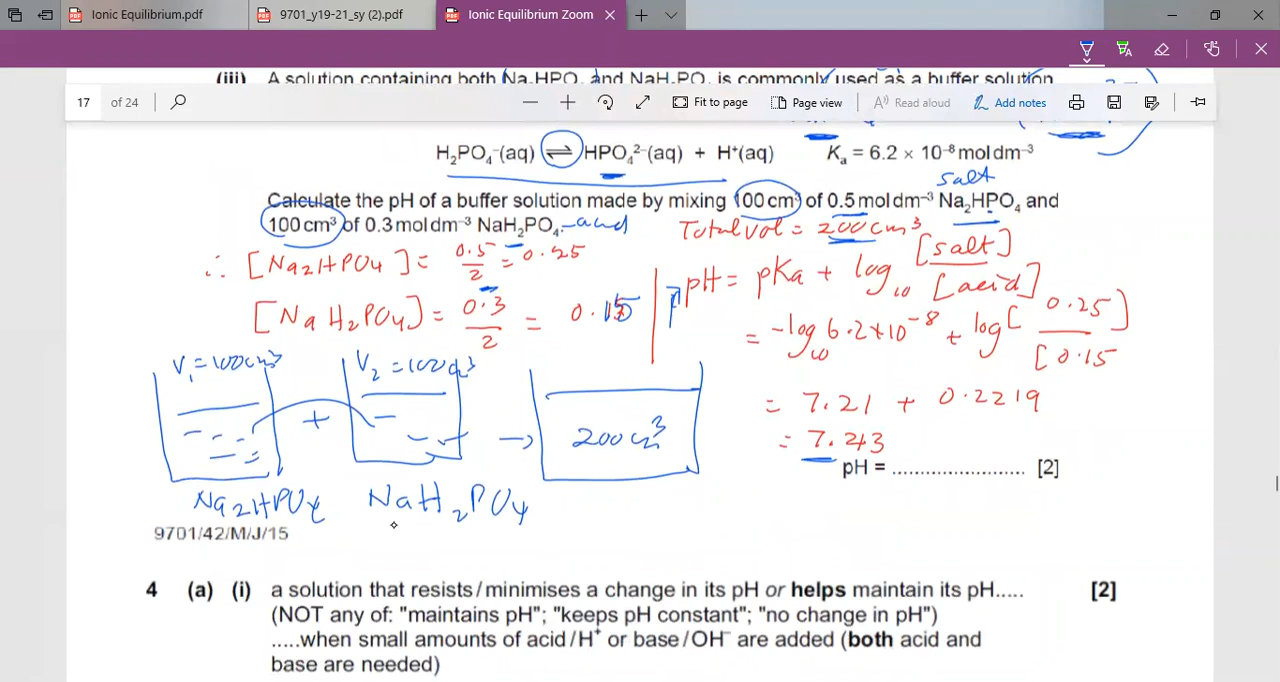 Ionic Equilibrium.pdf
9701_y19-21_sy (2).pdf
Ionic Equilibrium Zoom
(iii) A solution containing both Na₂HPO₄ and NaH₂PO₄ is commonly used as a buffer solution
17 of 24
Fit to page
Page view
Read aloud
Add notes
H₂PO₄⁻(aq) ⇌ HPO₄²⁻(aq) + H⁺(aq) Kₐ = 6.2 × 10⁻⁸ mol dm⁻³
salt
Calculate the pH of a buffer solution made by mixing 100 cm³ of 0.5 mol dm⁻³ Na₂HPO₄ and
100 cm³ of 0.3 mol dm⁻³ NaH₂PO₄. -acid
Total vol = 200 cm³
∴ [Na2HPO4] = 0.5/2 = 0.25
[NaH₂PO4] = 0.3/2 = 0.15
pH = pKa + log₁₀ [salt]/[acid]
= -log₁₀ 6.2×10⁻⁸ + log [0.25]/[0.15
= 7.21 + 0.2219
= 7.43
V₁ = 100 cm³
V₂ = 100 cm³
+ → 200 cm³
Na2HPO4 NaH₂PO4
pH = ........................ [2]
9701/42/M/J/15
4 (a) (i) a solution that resists/minimises a change in its pH or helps maintain its pH..... [2]
(NOT any of: "maintains pH"; "keeps pH constant"; "no change in pH")
.....when small amounts of acid/H⁺ or base/OH⁻ are added (both acid and
base are needed)